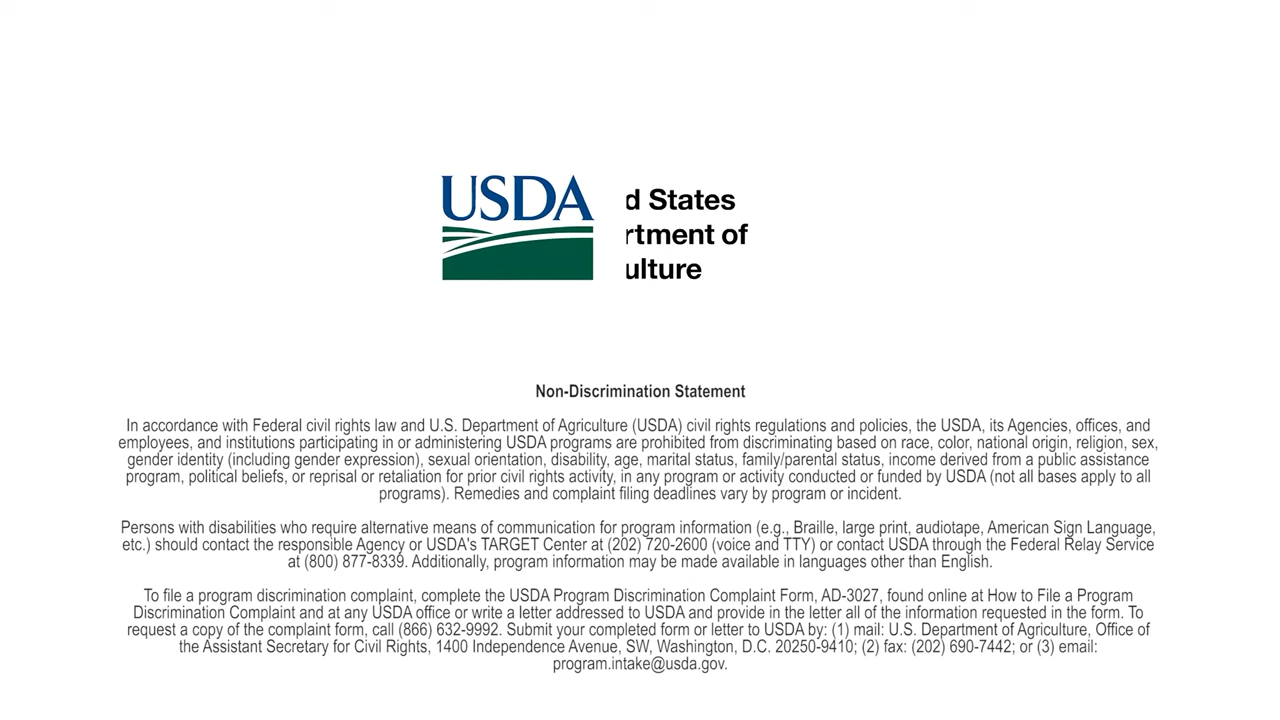 USDA
d States
rtment of
ulture
Non-Discrimination Statement
In accordance with Federal civil rights law and U.S. Department of Agriculture (USDA) civil rights regulations and policies, the USDA, its Agencies, offices, and
employees, and institutions participating in or administering USDA programs are prohibited from discriminating based on race, color, national origin, religion, sex,
gender identity (including gender expression), sexual orientation, disability, age, marital status, family/parental status, income derived from a public assistance
program, political beliefs, or reprisal or retaliation for prior civil rights activity, in any program or activity conducted or funded by USDA (not all bases apply to all
programs). Remedies and complaint filing deadlines vary by program or incident.
Persons with disabilities who require alternative means of communication for program information (e.g., Braille, large print, audiotape, American Sign Language,
etc.) should contact the responsible Agency or USDA's TARGET Center at (202) 720-2600 (voice and TTY) or contact USDA through the Federal Relay Service
at (800) 877-8339. Additionally, program information may be made available in languages other than English.
To file a program discrimination complaint, complete the USDA Program Discrimination Complaint Form, AD-3027, found online at How to File a Program
Discrimination Complaint and at any USDA office or write a letter addressed to USDA and provide in the letter all of the information requested in the form. To
request a copy of the complaint form, call (866) 632-9992. Submit your completed form or letter to USDA by: (1) mail: U.S. Department of Agriculture, Office of
the Assistant Secretary for Civil Rights, 1400 Independence Avenue, SW, Washington, D.C. 20250-9410; (2) fax: (202) 690-7442; or (3) email:
program.intake@usda.gov.